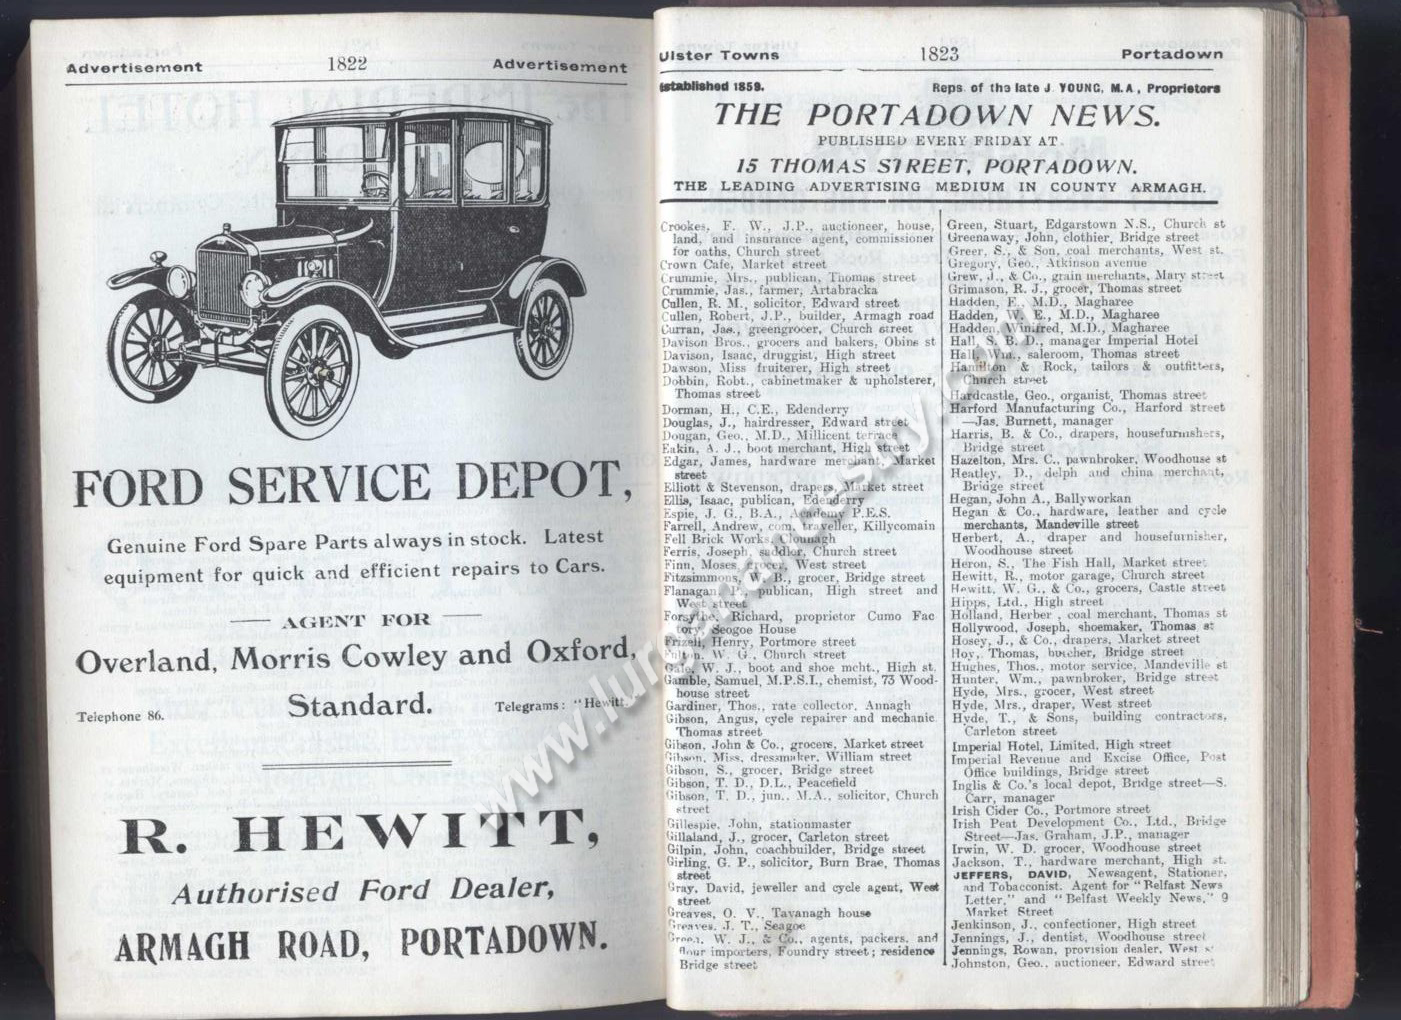 Advertisement 1822 Advertisement
FORD SERVICE DEPOT,
Genuine Ford Spare Parts always in stock. Latest
equipment for quick and efficient repairs to Cars.
AGENT FOR
Overland, Morris Cowley and Oxford,
Standard.
Telephone 86.
Telegrams: "Hewitt.
R. HEWITT,
Authorised Ford Dealer,
ARMAGH ROAD, PORTADOWN.
Ulster Towns 1823 Portadown
Established 1859. Reps. of the late J. YOUNG, M.A., Proprietors
THE PORTADOWN NEWS.
PUBLISHED EVERY FRIDAY AT
15 THOMAS STREET, PORTADOWN.
THE LEADING ADVERTISING MEDIUM IN COUNTY ARMAGH.
Crookes, F. W., J.P., auctioneer, house,
land, and insurance agent, commissioner
for oaths, Church street
Crown Cafe, Market street
Crummie, Mrs., publican, Thomas street
Crummie, Jas., farmer, Artabracka
Cullen, R. M., solicitor, Edward street
Cullen, Robert, J.P., builder, Armagh road
Curran, Jas., greengrocer, Church street
Davison Bros., grocers and bakers, Obins st
Davison, Isaac, druggist, High street
Dawson, Miss fruiterer, High street
Dobbin, Robt., cabinetmaker & upholsterer,
Thomas street
Dorman, H., C.E., Edenderry
Douglas, J., hairdresser, Edward street
Dougan, Geo., M.D., Millicent terrace
Eakin, A. J., boot merchant, High street
Edgar, James, hardware merchant, Market
street
Elliott & Stevenson, drapers, Market street
Ellis, Isaac, publican, Edenderry
Espie, J. G., B.A., Academy P.E.S.
Farrell, Andrew, com. traveller, Killycomain
Fell Brick Works, Clounagh
Ferris, Joseph, saddler, Church street
Finn, Moses, grocer, West street
Fitzsimmons, W. B., grocer, Bridge street
Flanagan, P., publican, High street and
West street
Forsythe, Richard, proprietor Cumo Fac
tory, Seogoe House
Frizell, Henry, Portmore street
Fulton, W. G., Church street
Gale, W. J., boot and shoe mcht., High st.
Gamble, Samuel, M.P.S.I., chemist, 73 Wood-
house street
Gardiner, Thos., rate collector, Annagh
Gibson, Angus, cycle repairer and mechanic
Thomas street
Gibson, John & Co., grocers, Market street
Gibson, Miss, dressmaker, William street
Gibson, S., grocer, Bridge street
Gibson, T. D., D.L., Peacefield
Gibson, T. D., jun., M.A., solicitor, Church
street
Gillespie, John, stationmaster
Gillaland, J., grocer, Carleton street
Gilpin, John, coachbuilder, Bridge street
Girling, G. P., solicitor, Burn Brae, Thomas
street
Gray, David, jeweller and cycle agent, West
street
Greaves, O. V., Tavanagh house
Greaves, J. T., Seagoe
Green, W. J., & Co., agents, packers, and
flour importers, Foundry street; residence
Bridge street
Green, Stuart, Edgarstown N.S., Church st
Greenaway, John, clothier, Bridge street
Greer, S., & Son, coal merchants, West st.
Gregory, Geo., Atkinson avenue
Grew, J., & Co., grain merchants, Mary street
Grimason, R. J., grocer, Thomas street
Hadden, E., M.D., Magharee
Hadden, W. E., M.D., Magharee
Hadden, Winifred, M.D., Magharee
Hall, S. B. D., manager Imperial Hotel
Hall, Wm., saleroom, Thomas street
Hamilton & Rock, tailors & outfitters,
Church street
Hardcastle, Geo., organist, Thomas street
Harford Manufacturing Co., Harford street
—Jas. Burnett, manager
Harris, B. & Co., drapers, housefurnishers,
Bridge street
Hazelton, Mrs. C., pawnbroker, Woodhouse st
Heatley, D., delph and china merchant,
Bridge street
Hegan, John A., Ballyworkan
Hegan & Co., hardware, leather and cycle
merchants, Mandeville street
Herbert, A., draper and housefurnisher,
Woodhouse street
Heron, S., The Fish Hall, Market street
Hewitt, R., motor garage, Church street
Hewitt, W. G., & Co., grocers, Castle street
Hipps, Ltd., High street
Holland, Herber , coal merchant, Thomas st
Hollywood, Joseph, shoemaker, Thomas st
Hosey, J., & Co., drapers, Market street
Hoy, Thomas, butcher, Bridge street
Hughes, Thos., motor service, Mandeville st
Hunter, Wm., pawnbroker, Bridge street
Hyde, Mrs., grocer, West street
Hyde, Mrs., draper, West street
Hyde, T., & Sons, building contractors,
Carleton street
Imperial Hotel, Limited, High street
Imperial Revenue and Excise Office, Post
Office buildings, Bridge street
Inglis & Co.'s local depot, Bridge street—S.
Carr, manager
Irish Cider Co., Portmore street
Irish Peat Development Co., Ltd., Bridge
Street—Jas. Graham, J.P., manager
Irwin, W. D. grocer, Woodhouse street
Jackson, T., hardware merchant, High st.
JEFFERS, DAVID, Newsagent, Stationer,
and Tobacconist. Agent for "Belfast News
Letter," and "Belfast Weekly News," 9
Market Street
Jenkinson, J., confectioner, High street
Jennings, J., dentist, Woodhouse street
Jennings, Rowan, provision dealer, West s
Johnston, Geo., auctioneer, Edward street